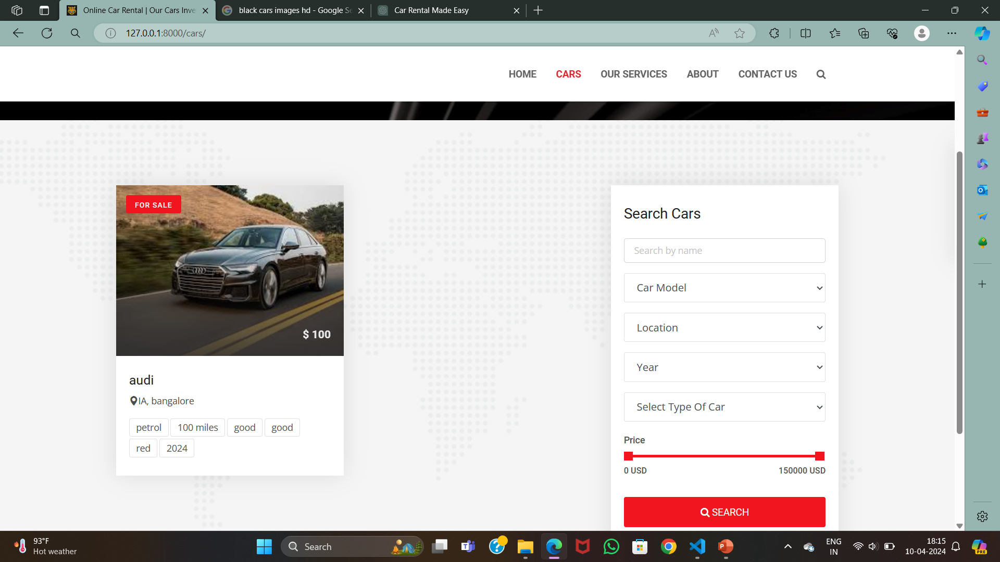 Online Car Rental | Our Cars Inve
black cars images hd - Google Se
Car Rental Made Easy
127.0.0.1:8000/cars/
HOME CARS OUR SERVICES ABOUT CONTACT US
FOR SALE
$ 100
audi
IA, bangalore
petrol 100 miles good good
red 2024
Search Cars
Search by name
Car Model
Location
Year
Select Type Of Car
Price
0 USD 150000 USD
SEARCH
93°F
Hot weather
Search
ENG
IN
18:15
10-04-2024
PRE